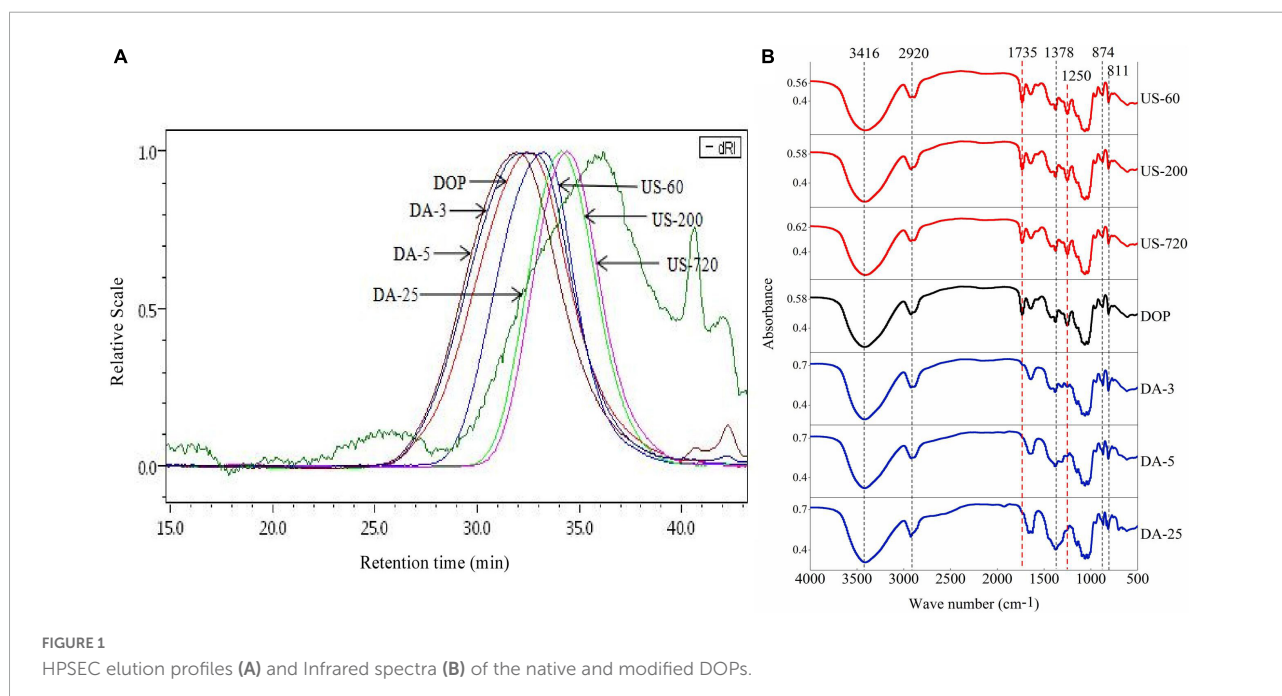 A
– dRI
1.0
0.5
0.0
Relative Scale
DOP
DA-3
DA-5
DA-25
US-60
US-200
US-720
15.0 20.0 25.0 30.0 35.0 40.0
Retention time (min)
B
3416 2920 1735 1378 874
1250 811
0.56
0.4
US-60
0.58
0.4
US-200
0.62
0.4
US-720
0.58
0.4
DOP
0.7
0.4
DA-3
0.7
0.4
DA-5
0.7
0.4
DA-25
Absorbance
4000 3500 3000 2000 1500 1000 500
Wave number (cm-1)
FIGURE 1
HPSEC elution profiles (A) and Infrared spectra (B) of the native and modified DOPs.